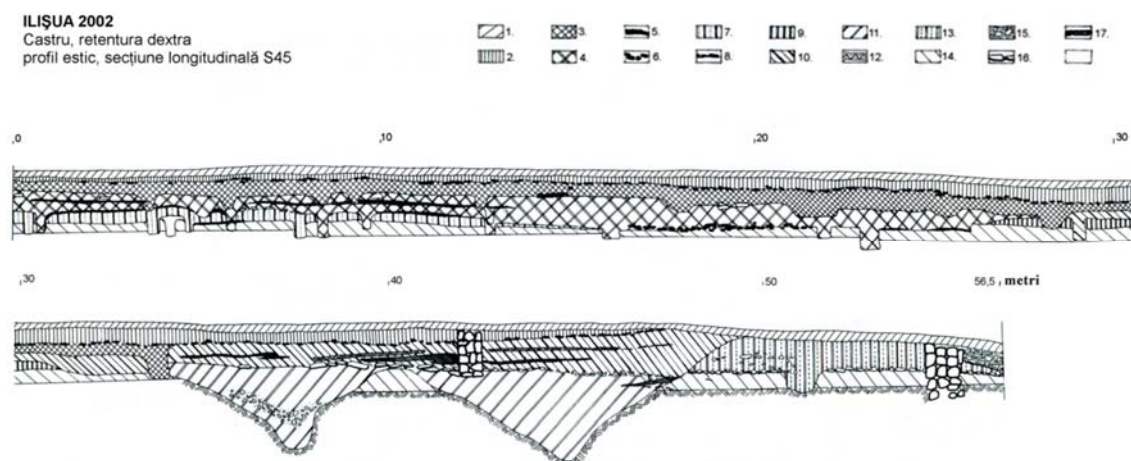 ILIŞUA 2002
Castru, retentura dextra
profil estic, secțiune longitudinală S45
1. 3. 5. 7. 9. 11. 13. 15. 17.
2. 4. 6. 8. 10. 12. 14. 16.
0 10 20 30
30 40 50 56,5 metri